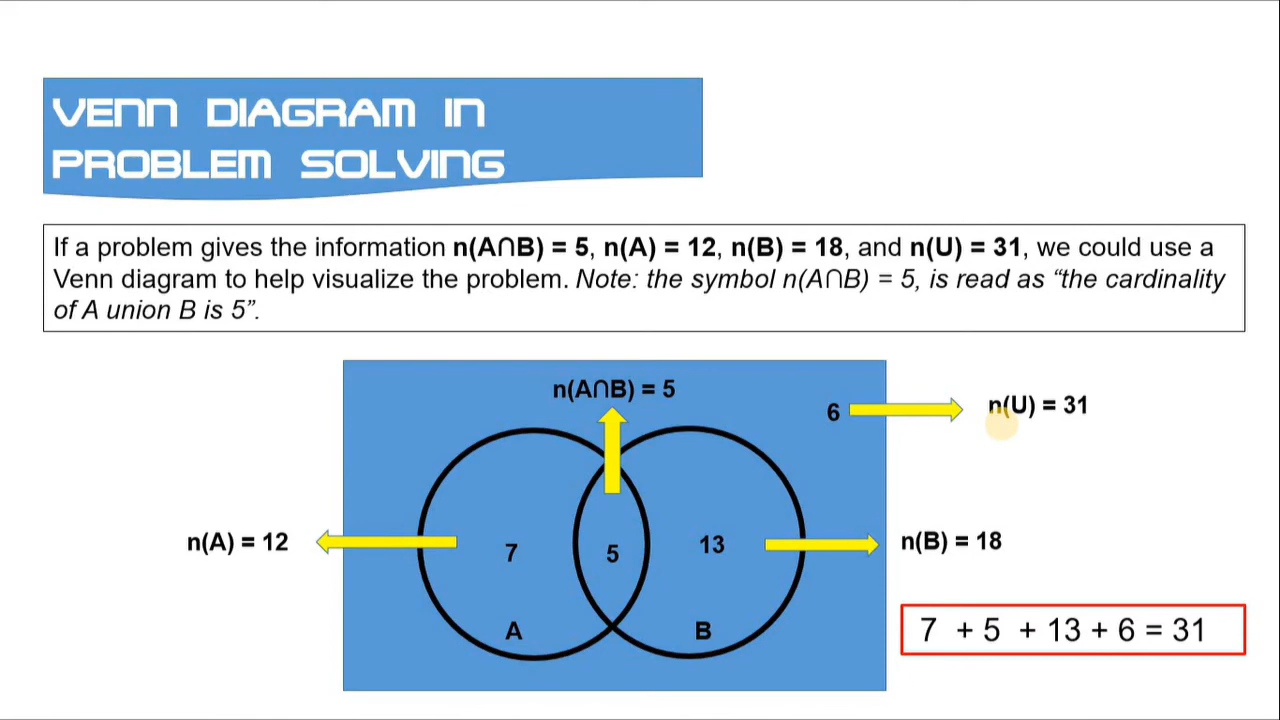 VENN DIAGRAM IN
PROBLEM SOLVING
If a problem gives the information n(A∩B) = 5, n(A) = 12, n(B) = 18, and n(U) = 31, we could use a
Venn diagram to help visualize the problem. Note: the symbol n(A∩B) = 5, is read as “the cardinality
of A union B is 5”.
n(A∩B) = 5
6
n(U) = 31
n(A) = 12
7
5
13
n(B) = 18
A
B
7 + 5 + 13 + 6 = 31